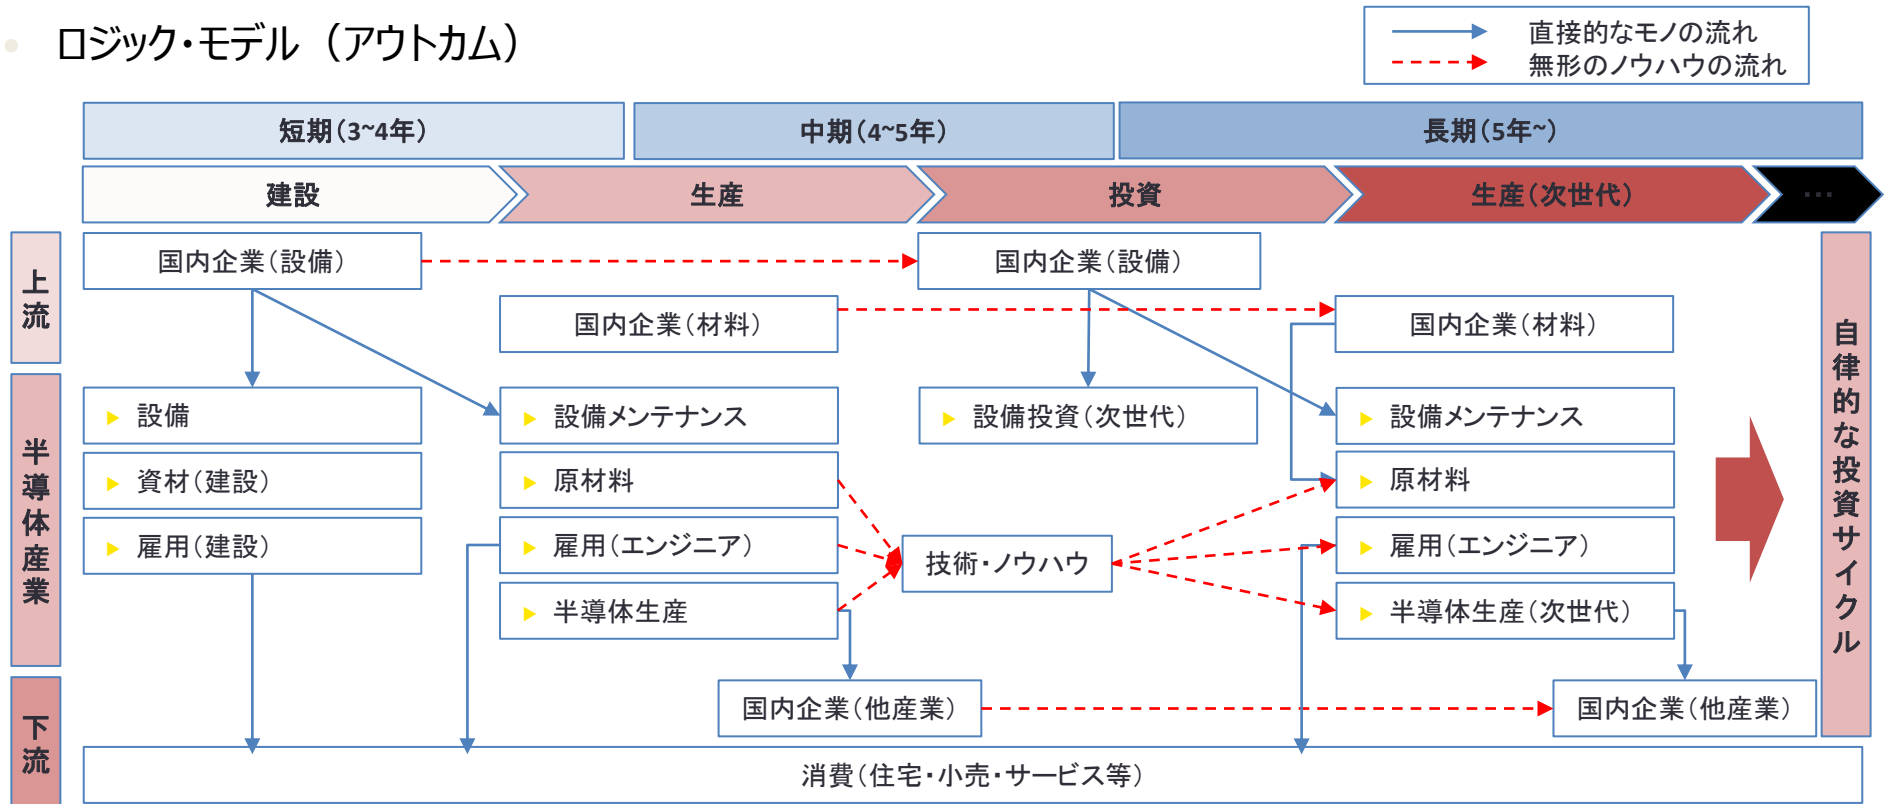 ロジック・モデル（アウトカム）
直接的なモノの流れ
無形のノウハウの流れ
短期（3~4年）
中期（4~5年）
長期（5年~）
建設
生産
投資
生産（次世代）
…
上流
国内企業（設備）
国内企業（設備）
国内企業（材料）
国内企業（材料）
半導体産業
設備
設備メンテナンス
設備投資（次世代）
設備メンテナンス
資材（建設）
原材料
原材料
雇用（建設）
雇用（エンジニア）
技術・ノウハウ
雇用（エンジニア）
半導体生産
半導体生産（次世代）
自律的な投資サイクル
下流
国内企業（他産業）
国内企業（他産業）
消費（住宅・小売・サービス等）